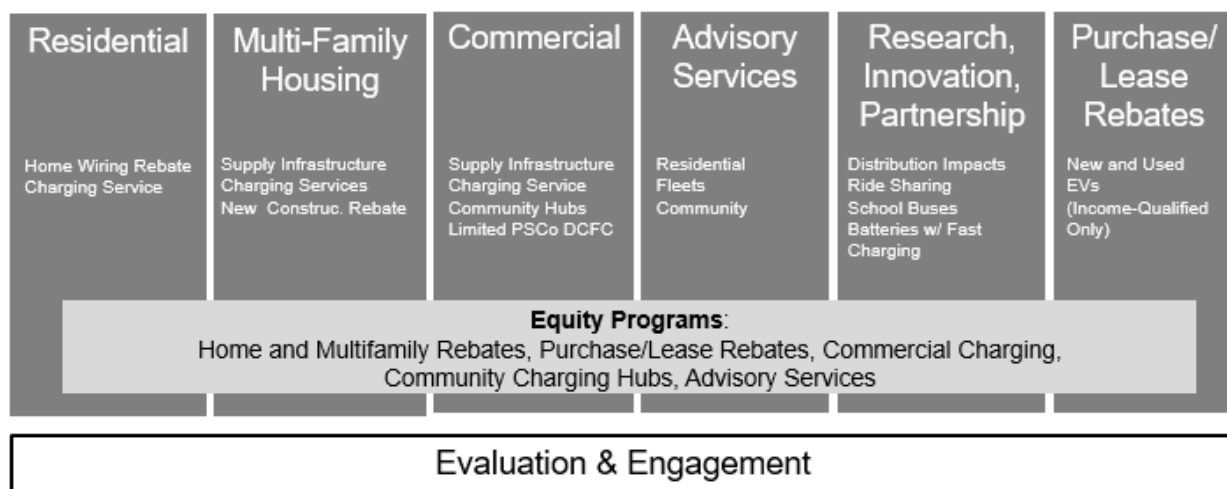 Residential
Home Wiring Rebate
Charging Service
Multi-Family
Housing
Supply Infrastructure
Charging Services
New Construc. Rebate
Commercial
Supply Infrastructure
Charging Service
Community Hubs
Limited PSCo DCFC
Advisory
Services
Residential
Fleets
Community
Research,
Innovation,
Partnership
Distribution Impacts
Ride Sharing
School Buses
Batteries w/ Fast
Charging
Purchase/
Lease
Rebates
New and Used
EVs
(Income-Qualified
Only)
Equity Programs:
Home and Multifamily Rebates, Purchase/Lease Rebates, Commercial Charging,
Community Charging Hubs, Advisory Services
Evaluation & Engagement